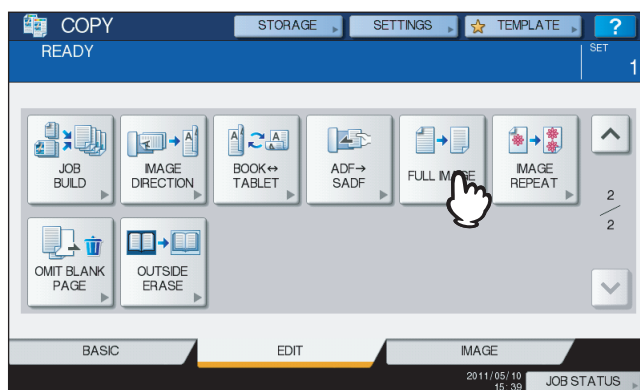 COPY
STORAGE
SETTINGS
TEMPLATE
?
READY
SET
1
JOB
BUILD
IMAGE
DIRECTION
BOOK↔
TABLET
ADF→
SADF
FULL IMAGE
IMAGE
REPEAT
2
2
OMIT BLANK
PAGE
OUTSIDE
ERASE
BASIC
EDIT
IMAGE
2011/05/10
15:39
JOB STATUS